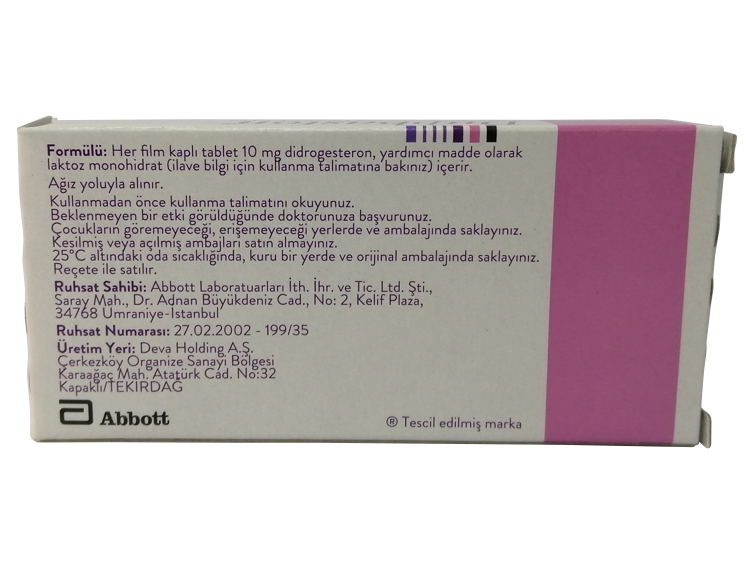 Formülü: Her film kaplı tablet 10 mg didrogesteron, yardımcı madde olarak
laktoz monohidrat (ilave bilgi için kullanma talimatına bakınız) içerir.
Ağız yoluyla alınır.
Kullanmadan önce kullanma talimatını okuyunuz.
Beklenmeyen bir etki görüldüğünde doktorunuza başvurunuz.
Çocukların göremeyeceği, erişemeyeceği yerlerde ve ambalajında saklayınız.
Kesilmiş veya açılmış ambajlari satın almayınız.
25°C altındaki oda sıcaklığında, kuru bir yerde ve orijinal ambalajında saklayınız.
Reçete ile satılır.
Ruhsat Sahibi: Abbott Laboratuarları İth. İhr. ve Tic. Ltd. Şti.,
Saray Mah., Dr. Adnan Büyükdeniz Cad., No: 2, Kelif Plaza,
34768 Ümraniye-İstanbul
Ruhsat Numarası: 27.02.2002 - 199/35
Üretim Yeri: Deva Holding A.Ş.
Çerkezköy Organize Sanayi Bölgesi
Karaağaç Mah. Atatürk Cad. No:32
Kapaklı/TEKİRDAĞ
Abbott
® Tescil edilmiş marka